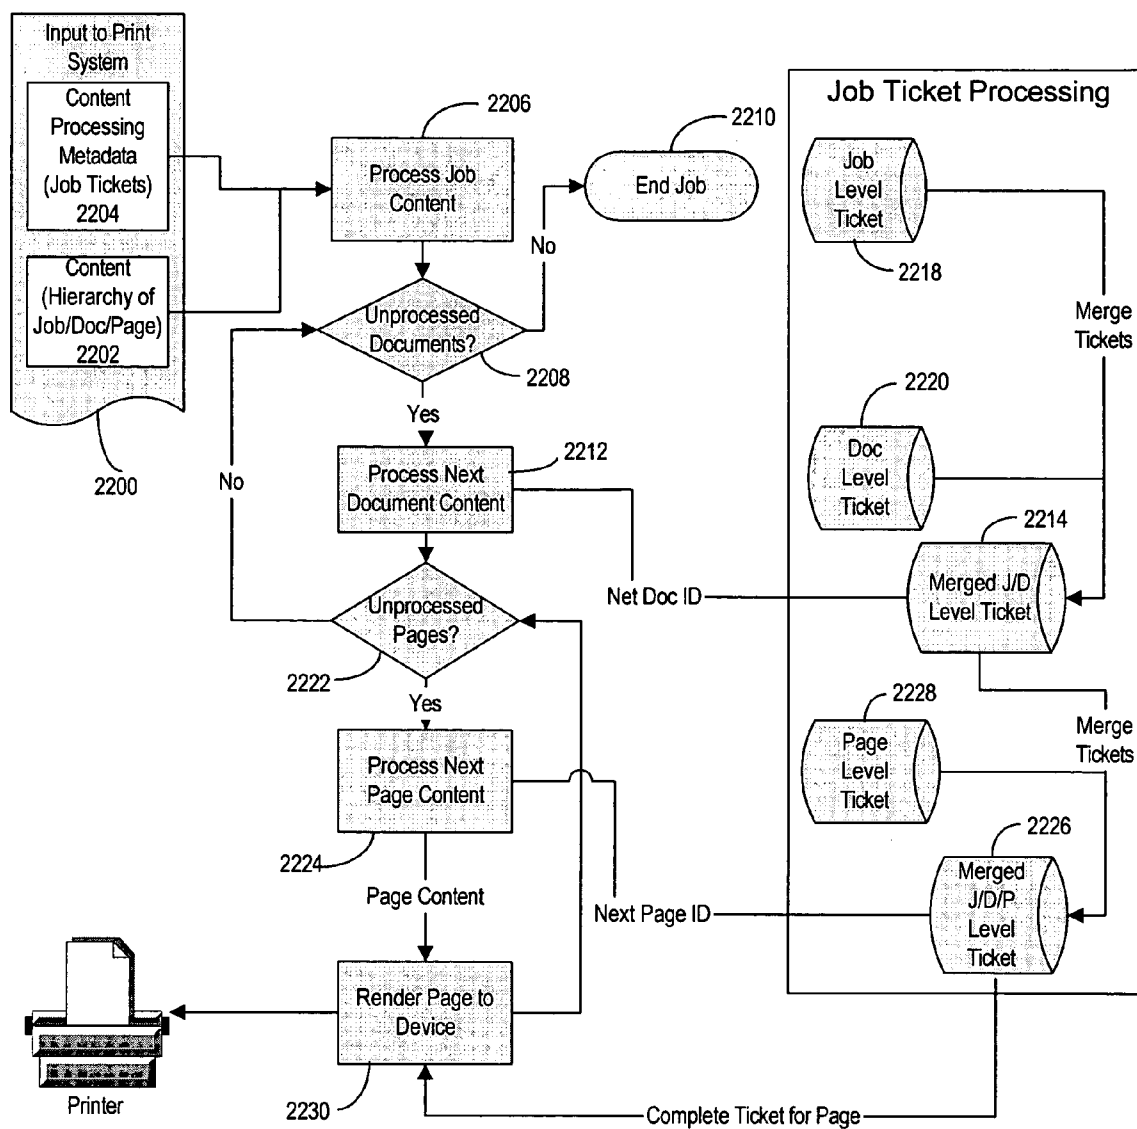 Input to Print
System
Content
Processing
Metadata
(Job Tickets)
2204
Content
(Hierarchy of
Job/Doc/Page)
2202
2200
2206
Process Job
Content
2210
End Job
No
Unprocessed
Documents?
2208
Yes
2212
Process Next
Document Content
No
Unprocessed
Pages?
2222
Yes
Process Next
Page Content
2224
Page Content
Render Page to
Device
2230
Printer
Net Doc ID
Next Page ID
Complete Ticket for Page
Job Ticket Processing
Job
Level
Ticket
2218
Merge
Tickets
2220
Doc
Level
Ticket
2214
Merged J/D
Level Ticket
2228
Page
Level
Ticket
Merge
Tickets
2226
Merged
J/D/P
Level
Ticket